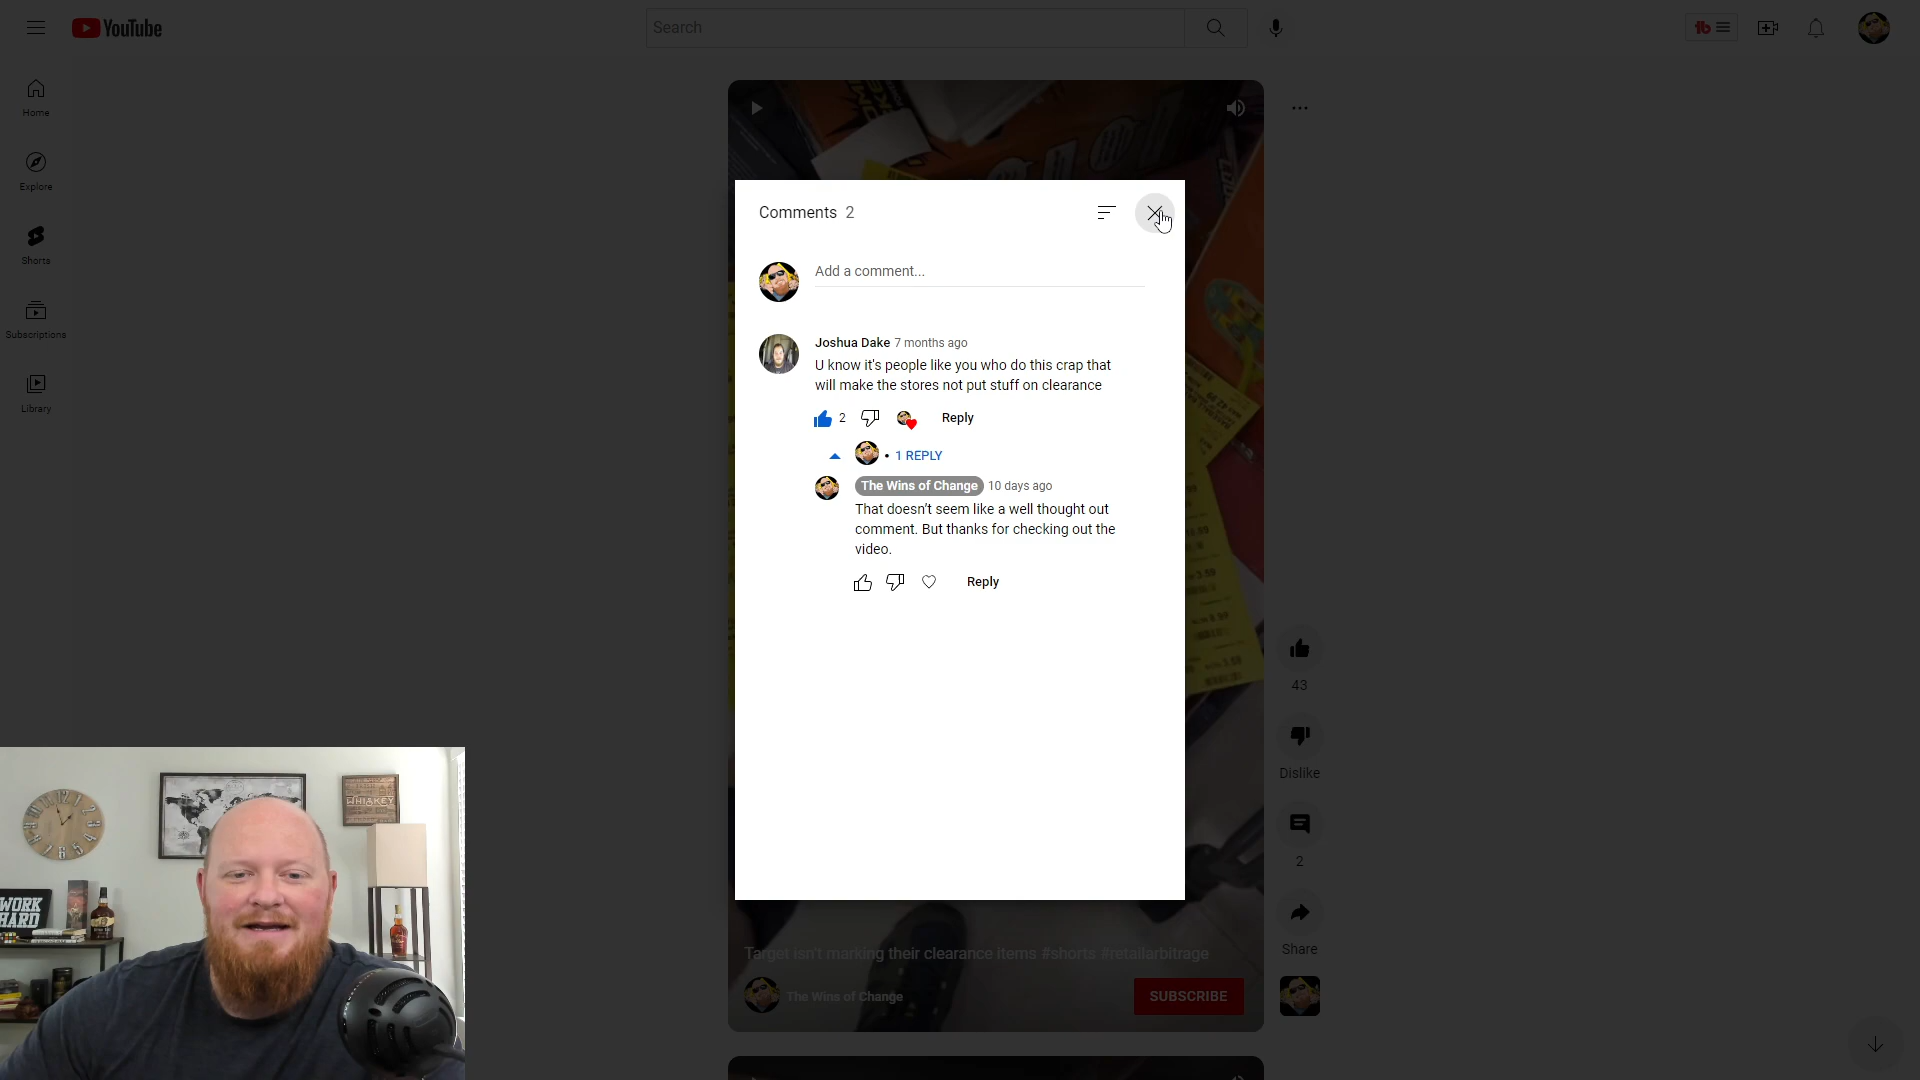 YouTube
Search
Home
Explore
Shorts
Subscriptions
Library
Comments 2
Add a comment...
Joshua Dake 7 months ago
U know it's people like you who do this crap that
will make the stores not put stuff on clearance
2
Reply
• 1 REPLY
The Wins of Change 10 days ago
That doesn't seem like a well thought out
comment. But thanks for checking out the
video.
Reply
43
Dislike
2
Share
Target isn't marking their clearance items #shorts #retailarbitrage
The Wins of Change
SUBSCRIBE
WHISKEY
WORK
HARD